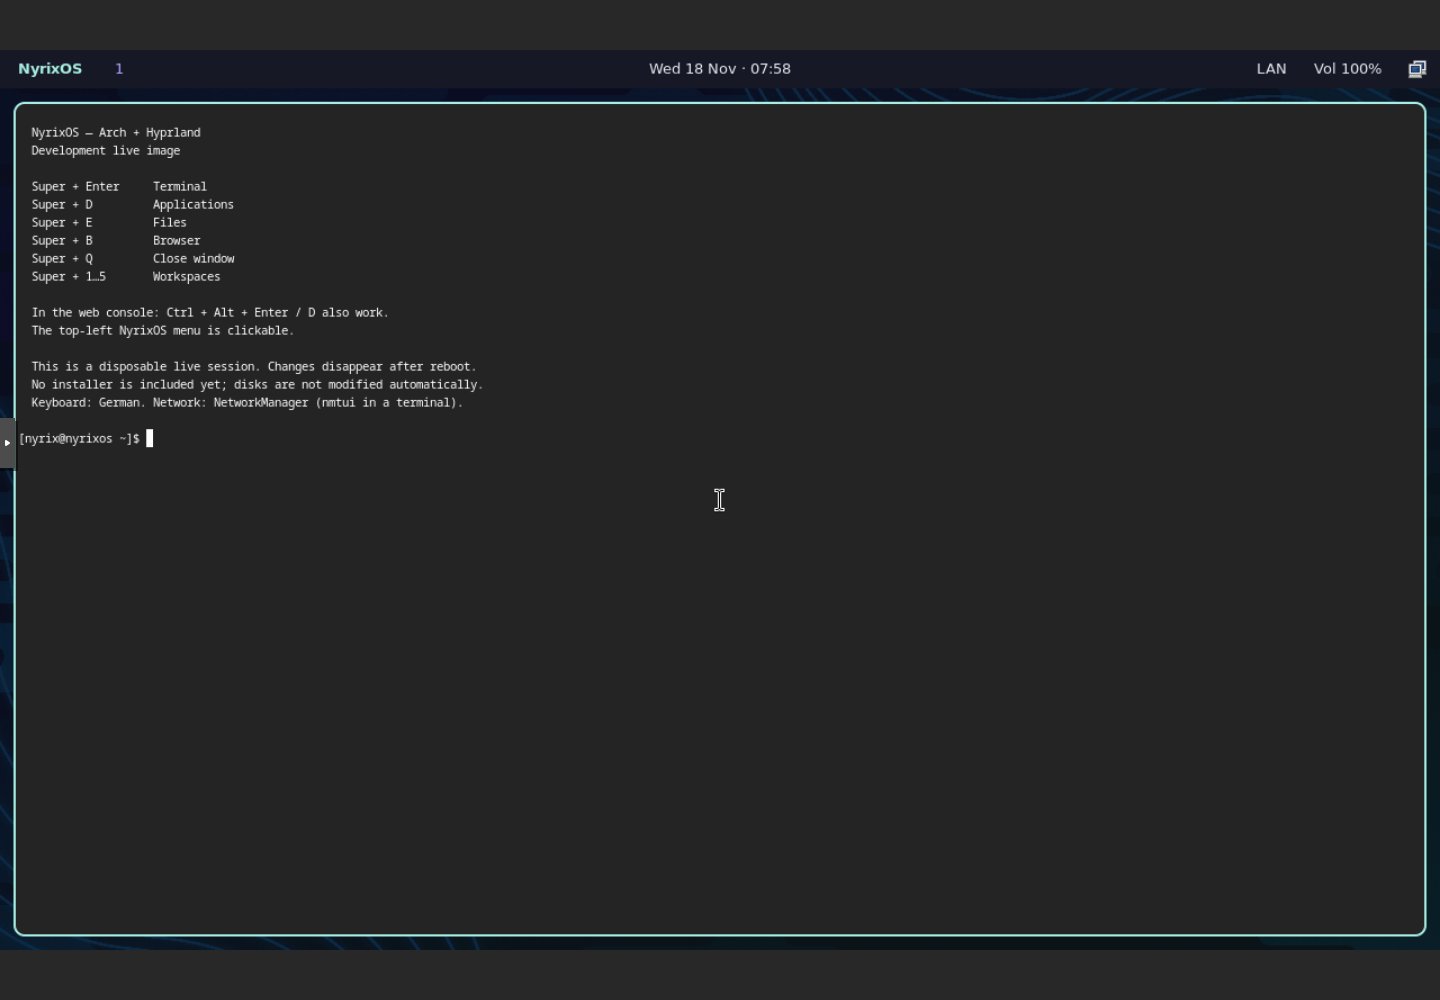 NyrixOS 1 Wed 18 Nov · 07:58 LAN Vol 100%
NyrixOS — Arch + Hyprland
Development live image
Super + Enter Terminal
Super + D Applications
Super + E Files
Super + B Browser
Super + Q Close window
Super + 1…5 Workspaces
In the web console: Ctrl + Alt + Enter / D also work.
The top-left NyrixOS menu is clickable.
This is a disposable live session. Changes disappear after reboot.
No installer is included yet; disks are not modified automatically.
Keyboard: German. Network: NetworkManager (nmtui in a terminal).
[nyrix@nyrixos ~]$